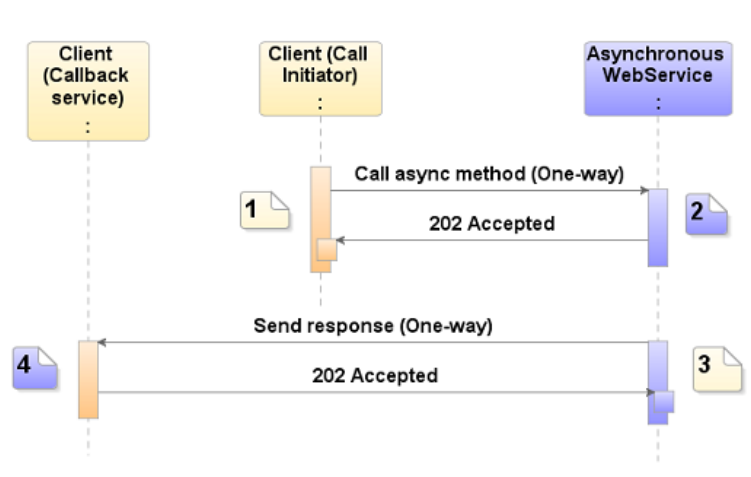 Client
(Callback
service)
:
Client (Call
Initiator)
:
Asynchronous
WebService
:
Call async method (One-way)
1
2
202 Accepted
Send response (One-way)
4
3
202 Accepted